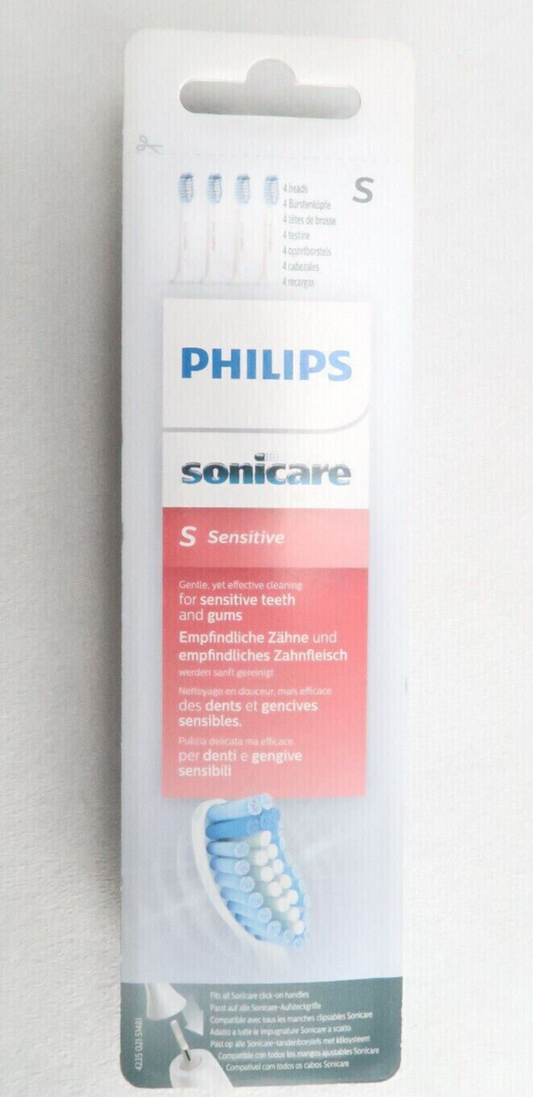 4 heads
4 Bürstenköpfe
4 têtes de brosse
4 testine
4 opzetborstels
4 cabezales
4 recargas
S
PHILIPS
sonicare
S Sensitive
Gentle, yet effective cleaning
for sensitive teeth
and gums
Empfindliche Zähne und
empfindliches Zahnfleisch
werden sanft gereinigt
Nettoyage en douceur, mais efficace
des dents et gencives
sensibles.
Pulizia delicata ma efficace
per denti e gengive
sensibili
Fits all Sonicare click-on handles
Passt auf alle Sonicare-Aufsteckgriffe
Compatible avec tous les manches clipsables Sonicare
Adatto a tutte le impugnature Sonicare a scatto
Past op alle Sonicare-tandenborstels met kliksysteem
Compatible con todos los mangos ajustables Sonicare
Compatível com todos os cabos Sonicare
4235 021 51481